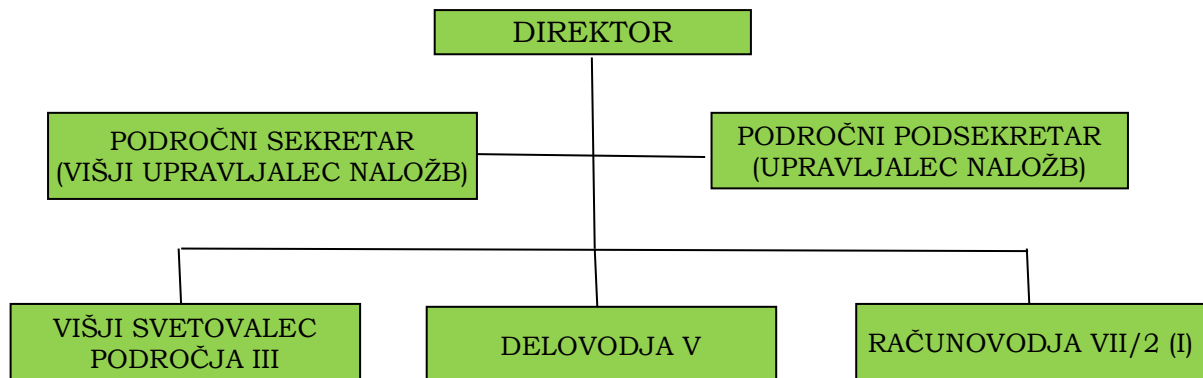 DIREKTOR
PODROČNI SEKRETAR
(VIŠJI UPRAVLJALEC NALOŽB)
PODROČNI PODSEKRETAR
(UPRAVLJALEC NALOŽB)
VIŠJI SVETOVALEC
PODROČJA III
DELOVODJA V
RAČUNOVODJA VII/2 (I)